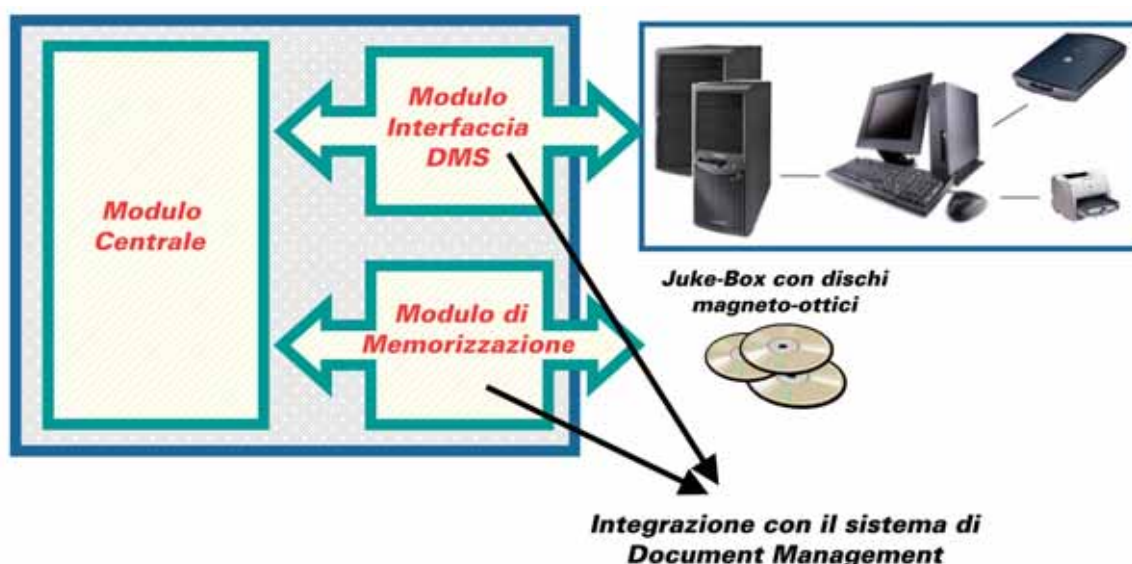 Modulo
Centrale
Modulo
Interfaccia
DMS
Modulo di
Memorizzazione
Juke-Box con dischi
magneto-ottici
Integrazione con il sistema di
Document Management